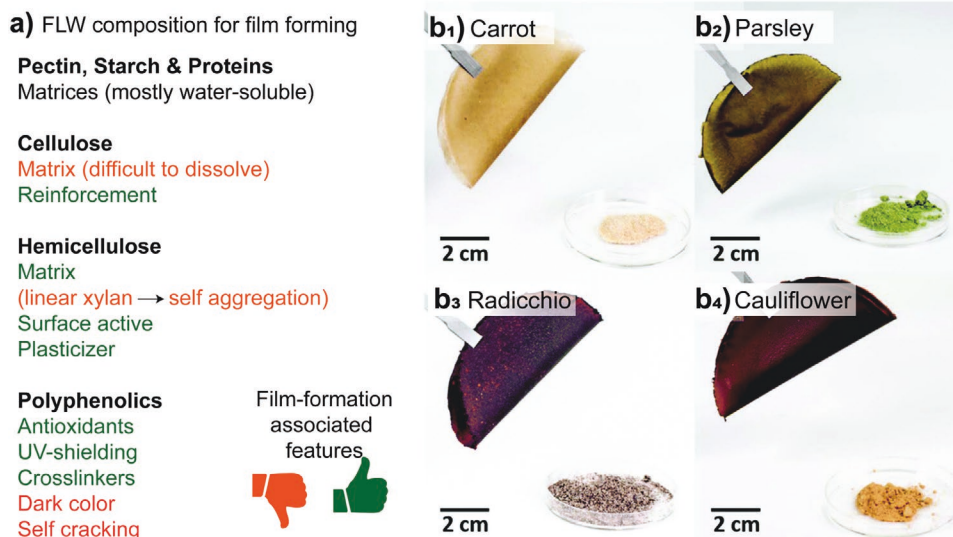 a) FLW composition for film forming
Pectin, Starch & Proteins
Matrices (mostly water-soluble)
Cellulose
Matrix (difficult to dissolve)
Reinforcement
Hemicellulose
Matrix
(linear xylan → self aggregation)
Surface active
Plasticizer
Polyphenolics
Antioxidants
UV-shielding
Crosslinkers
Dark color
Self cracking
Film-formation
associated
features
b₁) Carrot
2 cm
b₂) Parsley
2 cm
b₃ Radicchio
2 cm
b₄) Cauliflower
2 cm